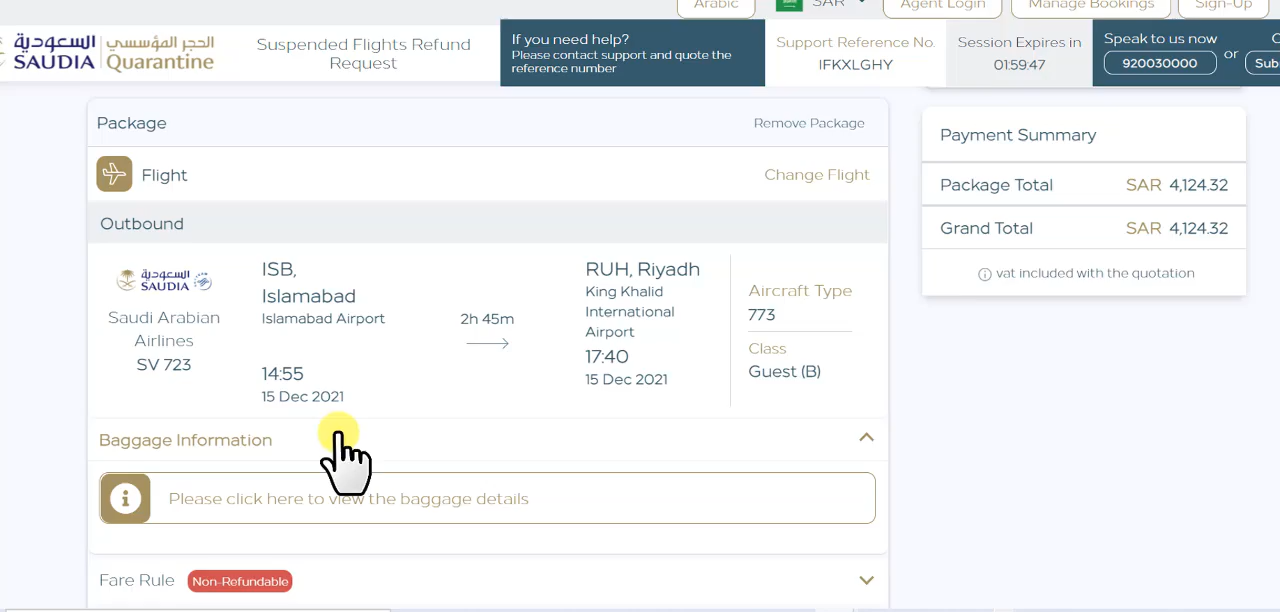 Arabic
SAR
Agent Login
Manage Bookings
Sign-Up
السعودية
SAUDIA
الحجر المؤسسي
Quarantine
Suspended Flights Refund
Request
If you need help?
Please contact support and quote the
reference number
Support Reference No.
IFKXLGHY
Session Expires in
01:59.47
Speak to us now
920030000
or
Package
Remove Package
Flight
Change Flight
Outbound
السعودية
SAUDIA
Saudi Arabian
Airlines
SV 723
ISB,
Islamabad
Islamabad Airport
14:55
15 Dec 2021
2h 45m
RUH, Riyadh
King Khalid
International
Airport
17:40
15 Dec 2021
Aircraft Type
773
Class
Guest (B)
Baggage Information
Please click here to view the baggage details
Fare Rule
Non-Refundable
Payment Summary
Package Total SAR 4,124.32
Grand Total SAR 4,124.32
vat included with the quotation